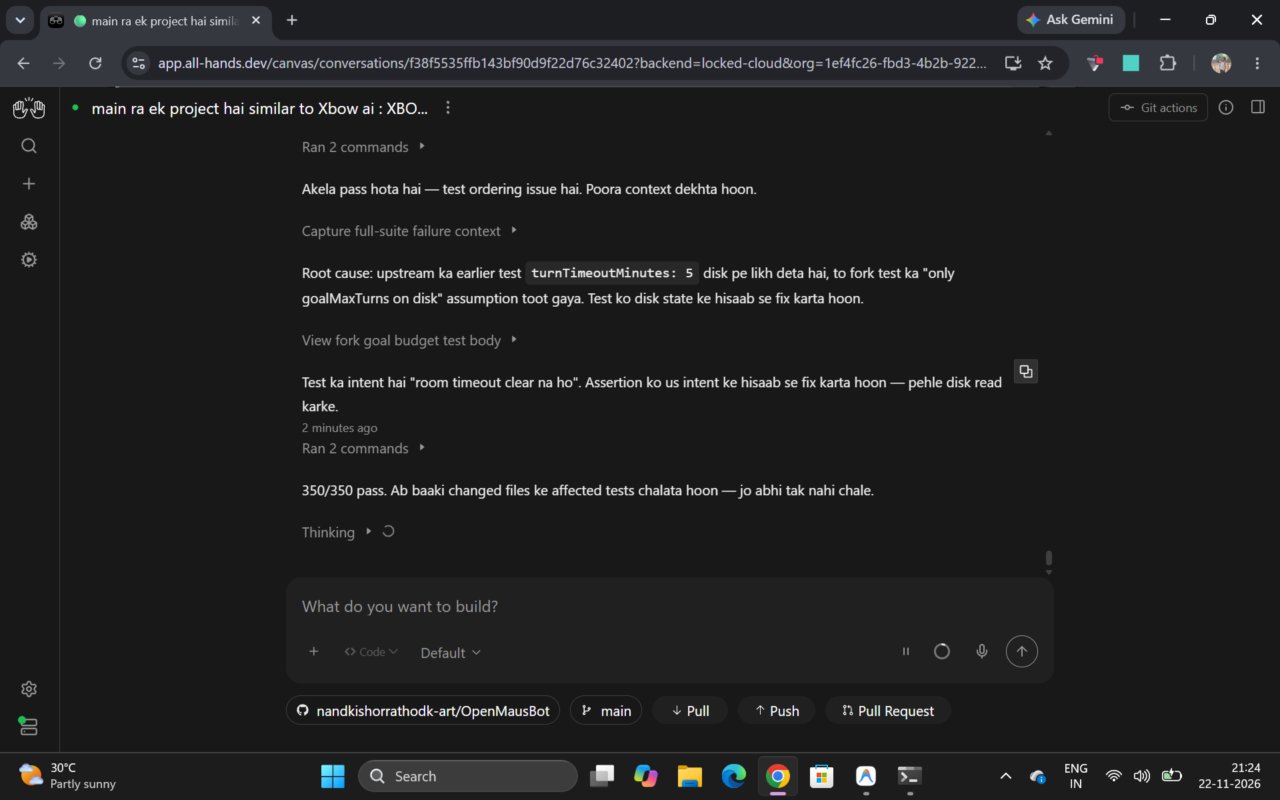 main ra ek project hai simila
Ask Gemini
app.all-hands.dev/canvas/conversations/f38f5535ffb143bf90d9f22d76c32402?backend=locked-cloud&org=1ef4fc26-fbd3-4b2b-922...
main ra ek project hai similar to Xbow ai : XBO...
Git actions
Ran 2 commands
Akela pass hota hai — test ordering issue hai. Poora context dekhta hoon.
Capture full-suite failure context
Root cause: upstream ka earlier test turnTimeoutMinutes: 5 disk pe likh deta hai, to fork test ka "only
goalMaxTurns on disk" assumption toot gaya. Test ko disk state ke hisaab se fix karta hoon.
View fork goal budget test body
Test ka intent hai "room timeout clear na ho". Assertion ko us intent ke hisaab se fix karta hoon — pehle disk read
karke.
2 minutes ago
Ran 2 commands
350/350 pass. Ab baaki changed files ke affected tests chalata hoon — jo abhi tak nahi chale.
Thinking
What do you want to build?
Code
Default
nandkishorrathodk-art/OpenMausBot
main
Pull
Push
Pull Request
30°C
Partly sunny
Search
ENG
IN
21:24
22-11-2026